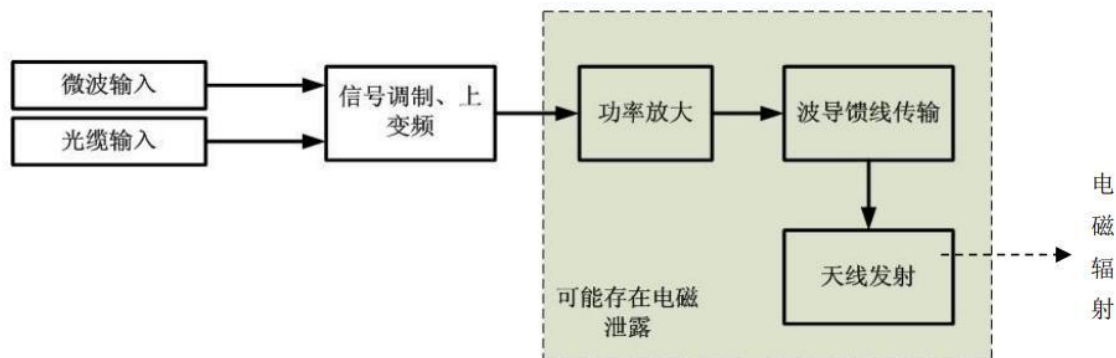 微波输入
光缆输入
信号调制、上
变频
功率放大
波导馈线传输
天线发射
可能存在电磁
泄露
电
磁
辐
射